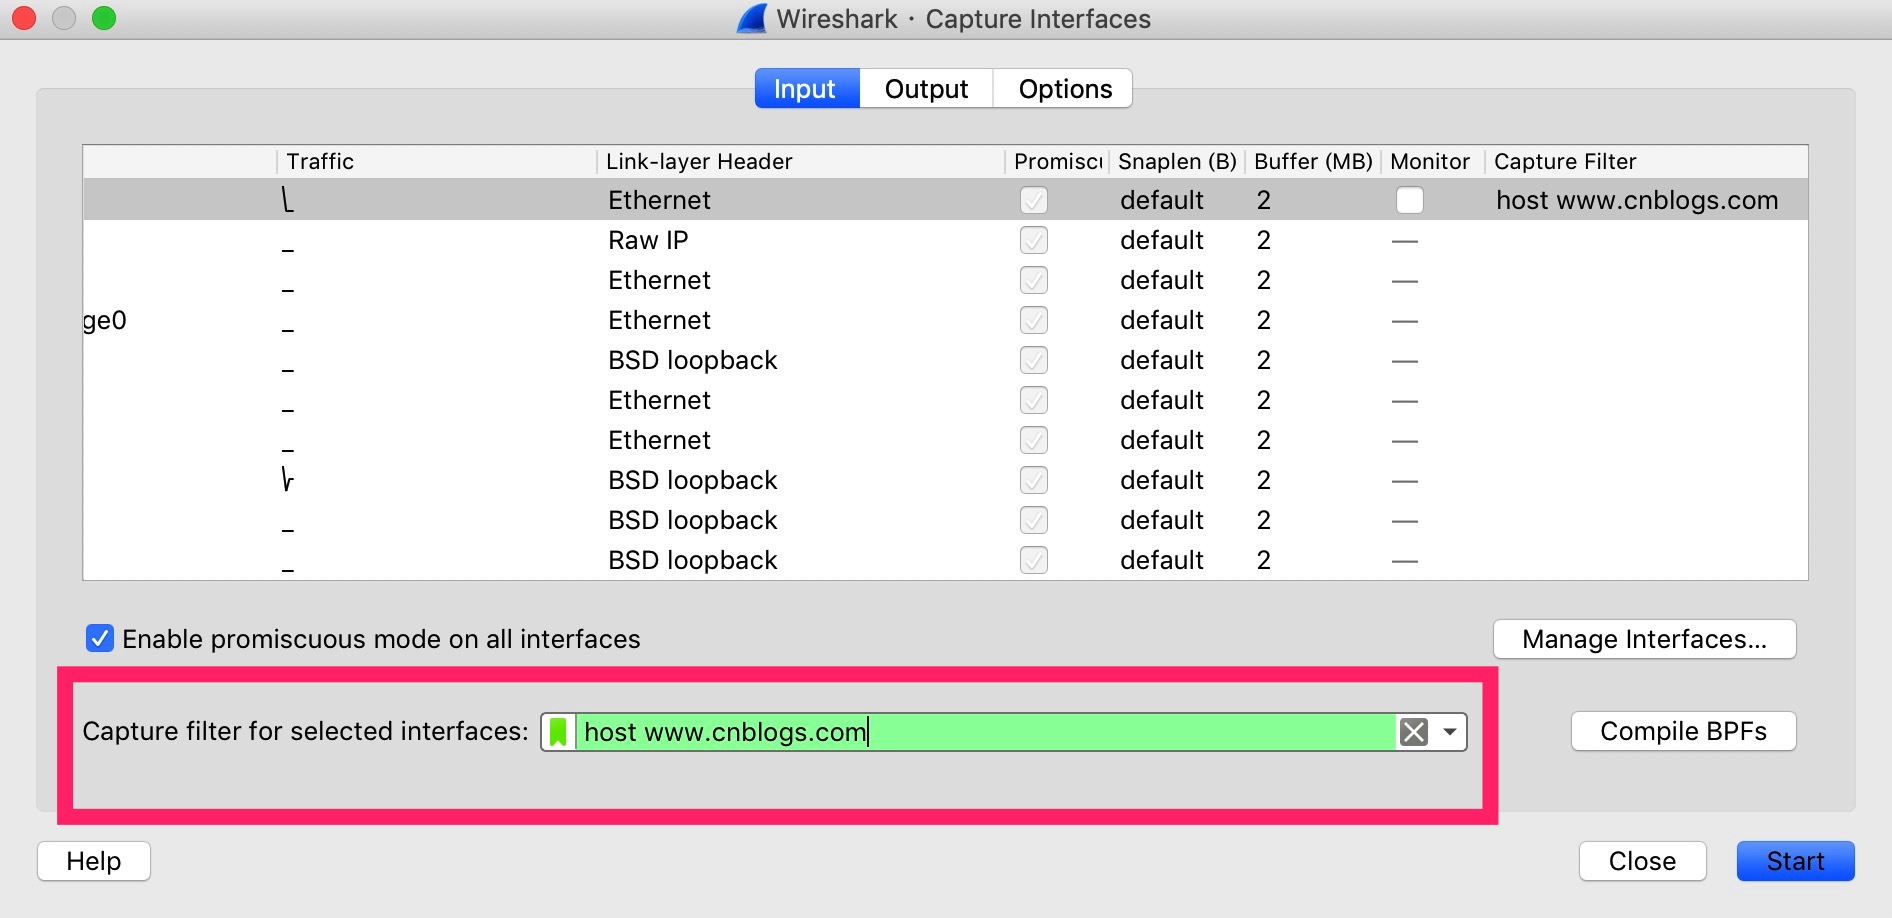 Wireshark · Capture Interfaces
Input Output Options
Traffic Link-layer Header Promiscu Snaplen (B) Buffer (MB) Monitor Capture Filter
Ethernet default 2 host www.cnblogs.com
Raw IP default 2 —
Ethernet default 2 —
ge0 Ethernet default 2 —
BSD loopback default 2 —
Ethernet default 2 —
Ethernet default 2 —
BSD loopback default 2 —
BSD loopback default 2 —
BSD loopback default 2 —
Enable promiscuous mode on all interfaces Manage Interfaces...
Capture filter for selected interfaces: host www.cnblogs.com Compile BPFs
Help Close Start